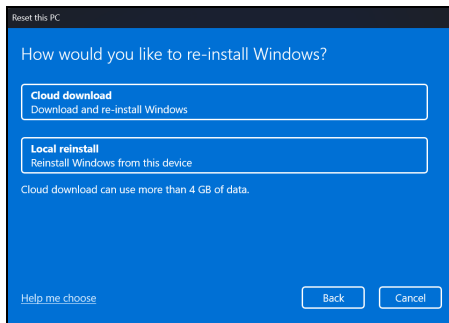 Reset this PC
How would you like to re-install Windows?
Cloud download
Download and re-install Windows
Local reinstall
Reinstall Windows from this device
Cloud download can use more than 4 GB of data.
Help me choose
Back
Cancel